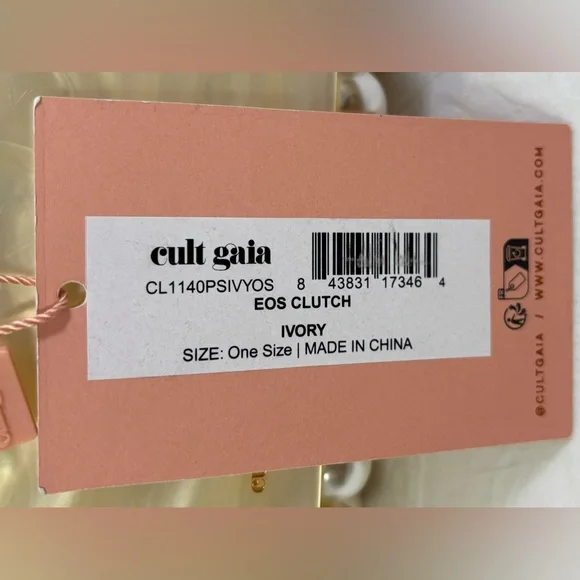 cult gaia
CL1140PSIVYOS
8 43831 17346 4
EOS CLUTCH
IVORY
SIZE: One Size | MADE IN CHINA
@CULTGAIA / WWW.CULTGAIA.COM